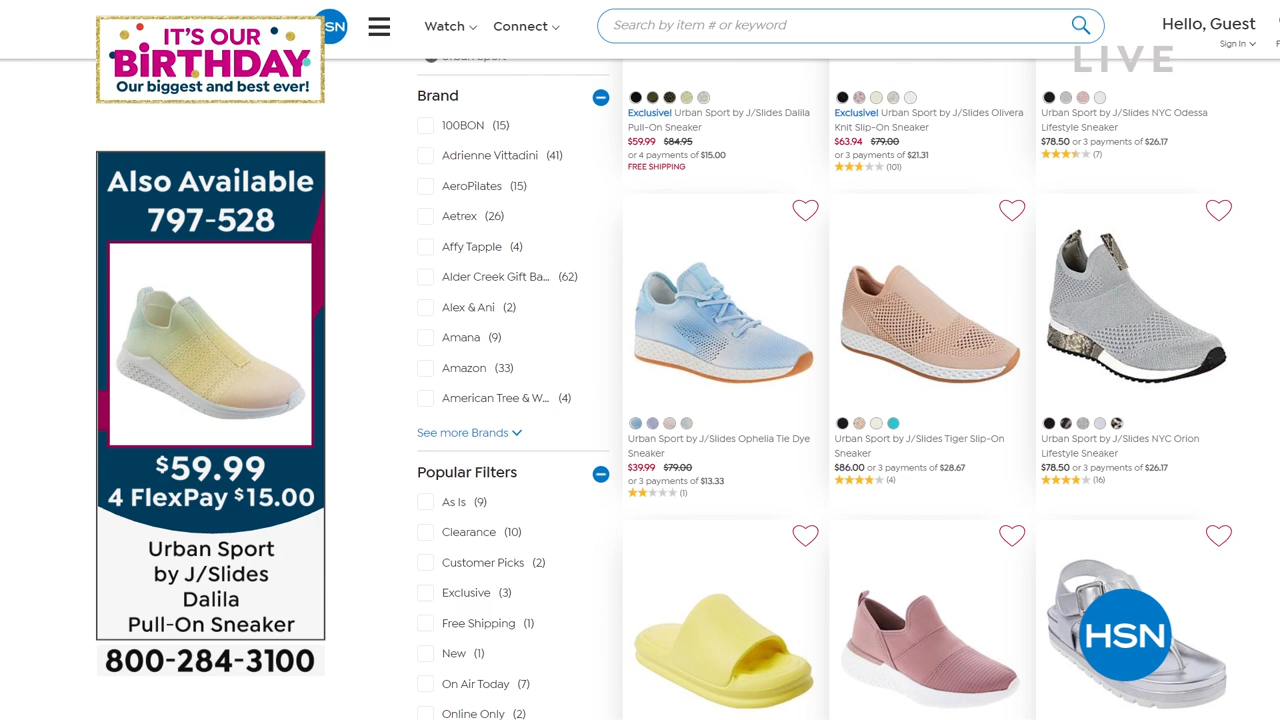 IT'S OUR
BIRTHDAY
Our biggest and best ever!
HSN
Watch
Connect
Search by item # or keyword
Hello, Guest
Sign In
LIVE
Also Available
797-528
$59.99
4 FlexPay $15.00
Urban Sport
by J/Slides
Dalila
Pull-On Sneaker
800-284-3100
Urban Sport
Brand
100BON (15)
Adrienne Vittadini (41)
AeroPilates (15)
Aetrex (26)
Affy Tapple (4)
Alder Creek Gift Ba... (62)
Alex & Ani (2)
Amana (9)
Amazon (33)
American Tree & W... (4)
See more Brands
Popular Filters
As Is (9)
Clearance (10)
Customer Picks (2)
Exclusive (3)
Free Shipping (1)
New (1)
On Air Today (7)
Online Only (2)
Exclusive! Urban Sport by J/Slides Dalila
Pull-On Sneaker
$59.99 $84.95
or 4 payments of $15.00
FREE SHIPPING
Exclusive! Urban Sport by J/Slides Olivera
Knit Slip-On Sneaker
$63.94 $79.00
or 3 payments of $21.31
(101)
Urban Sport by J/Slides NYC Odessa
Lifestyle Sneaker
$78.50 or 3 payments of $26.17
(7)
Urban Sport by J/Slides Ophelia Tie Dye
Sneaker
$39.99 $79.00
or 3 payments of $13.33
(1)
Urban Sport by J/Slides Tiger Slip-On
Sneaker
$86.00 or 3 payments of $28.67
(4)
Urban Sport by J/Slides NYC Orion
Lifestyle Sneaker
$78.50 or 3 payments of $26.17
(16)
HSN